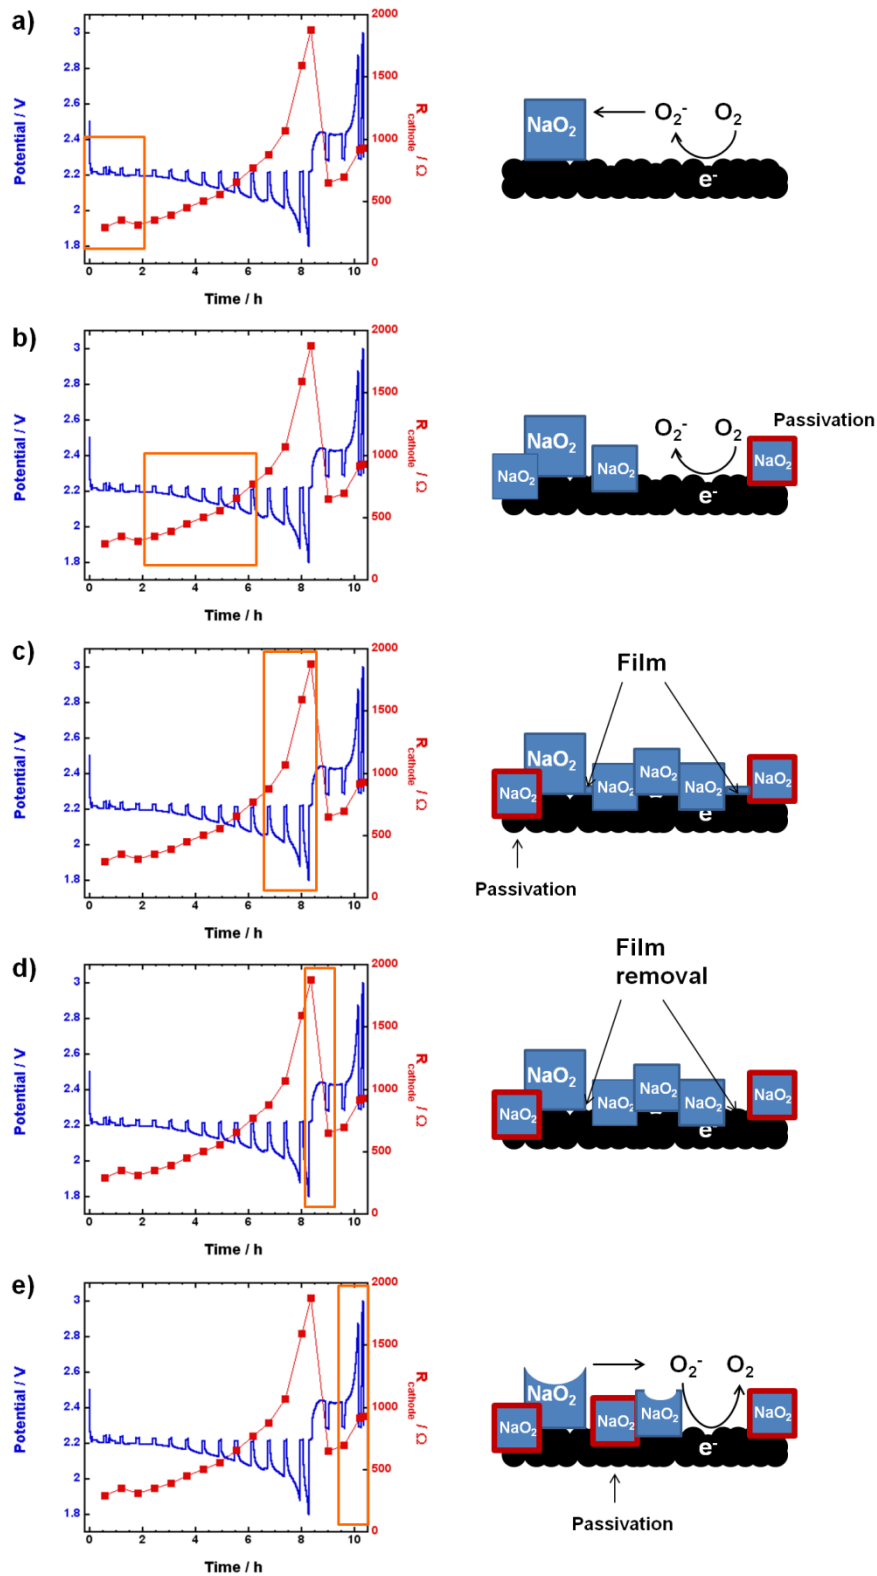 a)
2000
3
2.8
1500
2.6
Potential / V
2.4
1000
R cathode / Ω
2.2
2
500
1.8
0
0 2 4 6 8 10
Time / h
NaO2
O2- O2
e-
b)
2000
3
2.8
1500
2.6
Potential / V
2.4
1000
R cathode / Ω
2.2
2
500
1.8
0
0 2 4 6 8 10
Time / h
Passivation
O2- O2
NaO2
NaO2 NaO2 NaO2
e-
c)
2000
3
2.8
1500
2.6
Potential / V
2.4
1000
R cathode / Ω
2.2
2
500
1.8
0
0 2 4 6 8 10
Time / h
Film
NaO2 NaO2
NaO2 NaO2 NaO2 NaO2
e
Passivation
d)
2000
3
2.8
1500
2.6
Potential / V
2.4
1000
R cathode / Ω
2.2
2
500
1.8
0
0 2 4 6 8 10
Time / h
Film
removal
NaO2 NaO2
NaO2 NaO2 NaO2 NaO2
e-
e)
2000
3
2.8
1500
2.6
Potential / V
2.4
1000
R cathode / Ω
2.2
2
500
1.8
0
0 2 4 6 8 10
Time / h
O2- O2
NaO2
NaO2 NaO2 NaO2 NaO2
e-
Passivation